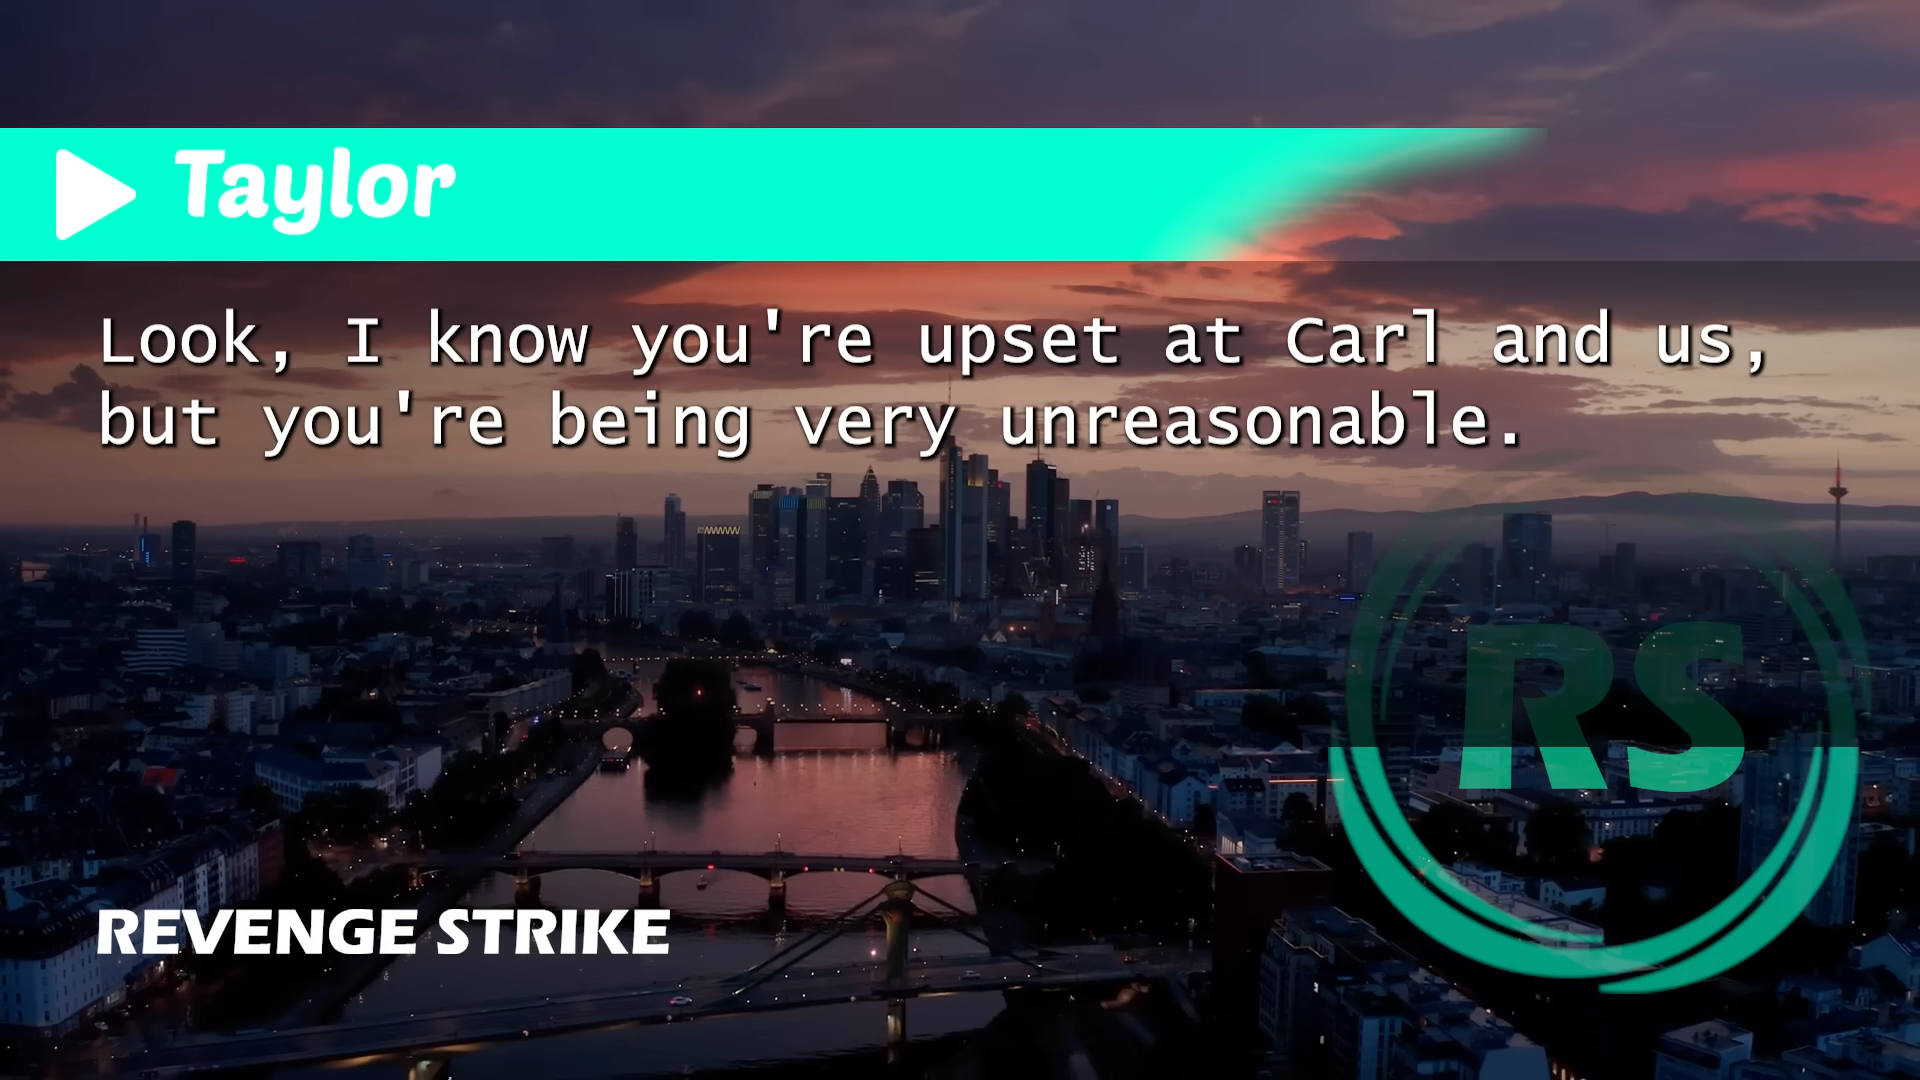 Taylor
Look, I know you're upset at Carl and us,
but you're being very unreasonable.
RS
REVENGE STRIKE